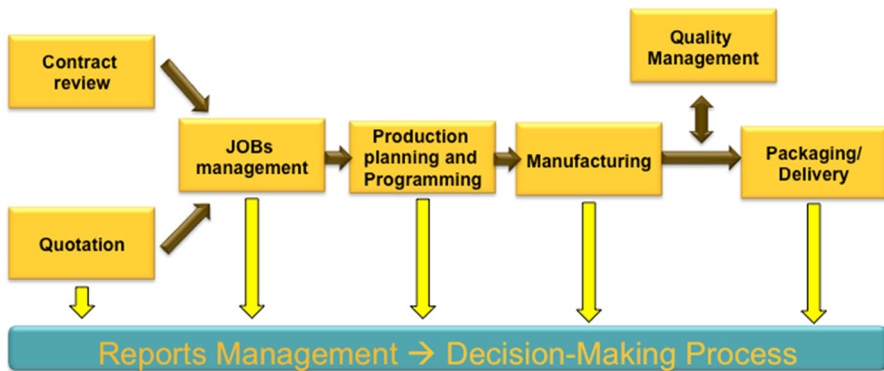 Contract
review
Quality
Management
JOBs
management
Production
planning and
Programming
Manufacturing
Packaging/
Delivery
Quotation
Reports Management → Decision-Making Process